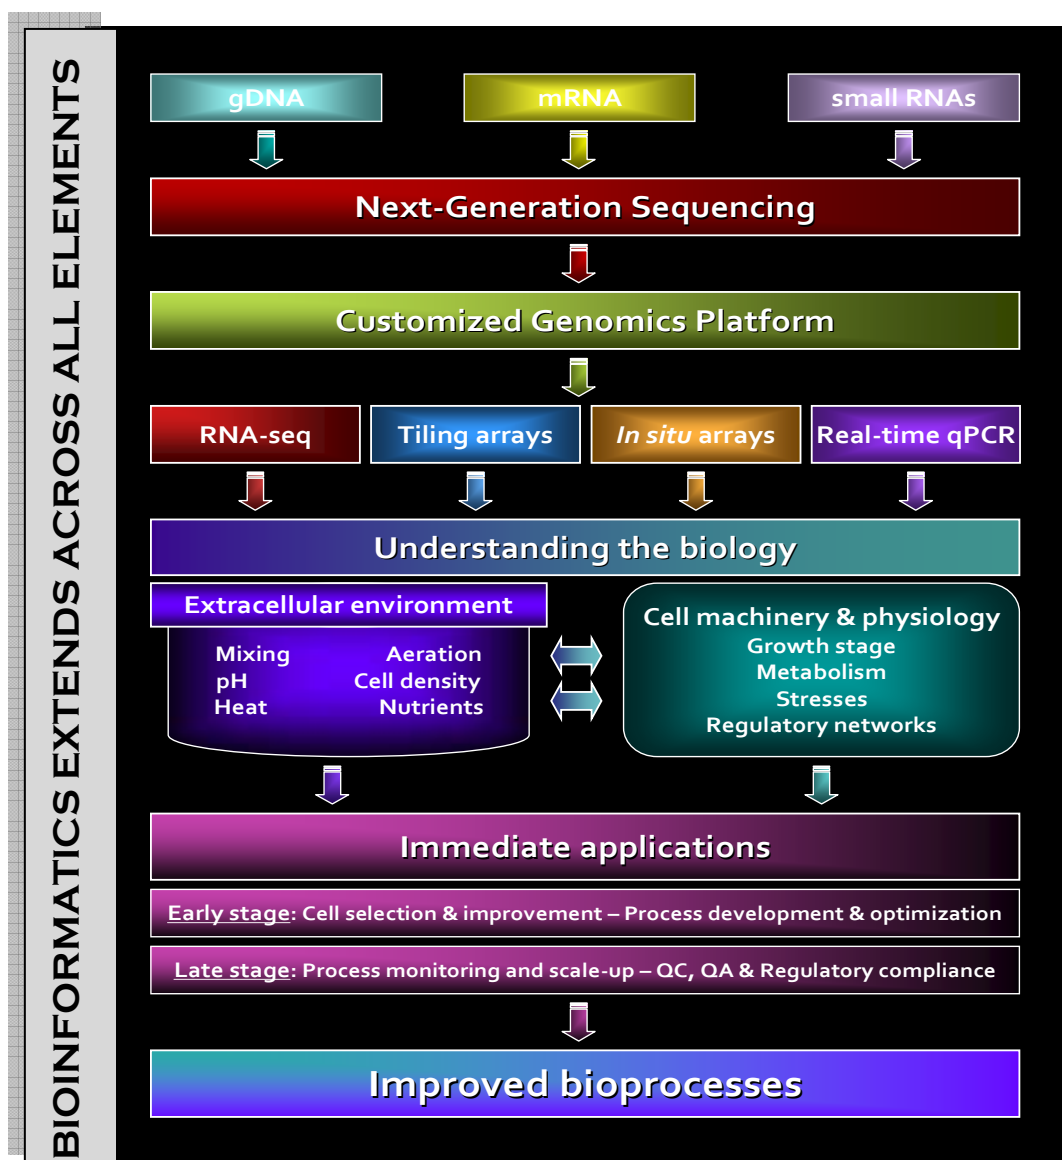 BIOINFORMATICS EXTENDS ACROSS ALL ELEMENTS
gDNA
mRNA
small RNAs
Next-Generation Sequencing
Customized Genomics Platform
RNA-seq
Tiling arrays
In situ arrays
Real-time qPCR
Understanding the biology
Extracellular environment
Mixing Aeration
pH Cell density
Heat Nutrients
Cell machinery & physiology
Growth stage
Metabolism
Stresses
Regulatory networks
Immediate applications
Early stage: Cell selection & improvement – Process development & optimization
Late stage: Process monitoring and scale-up – QC, QA & Regulatory compliance
Improved bioprocesses